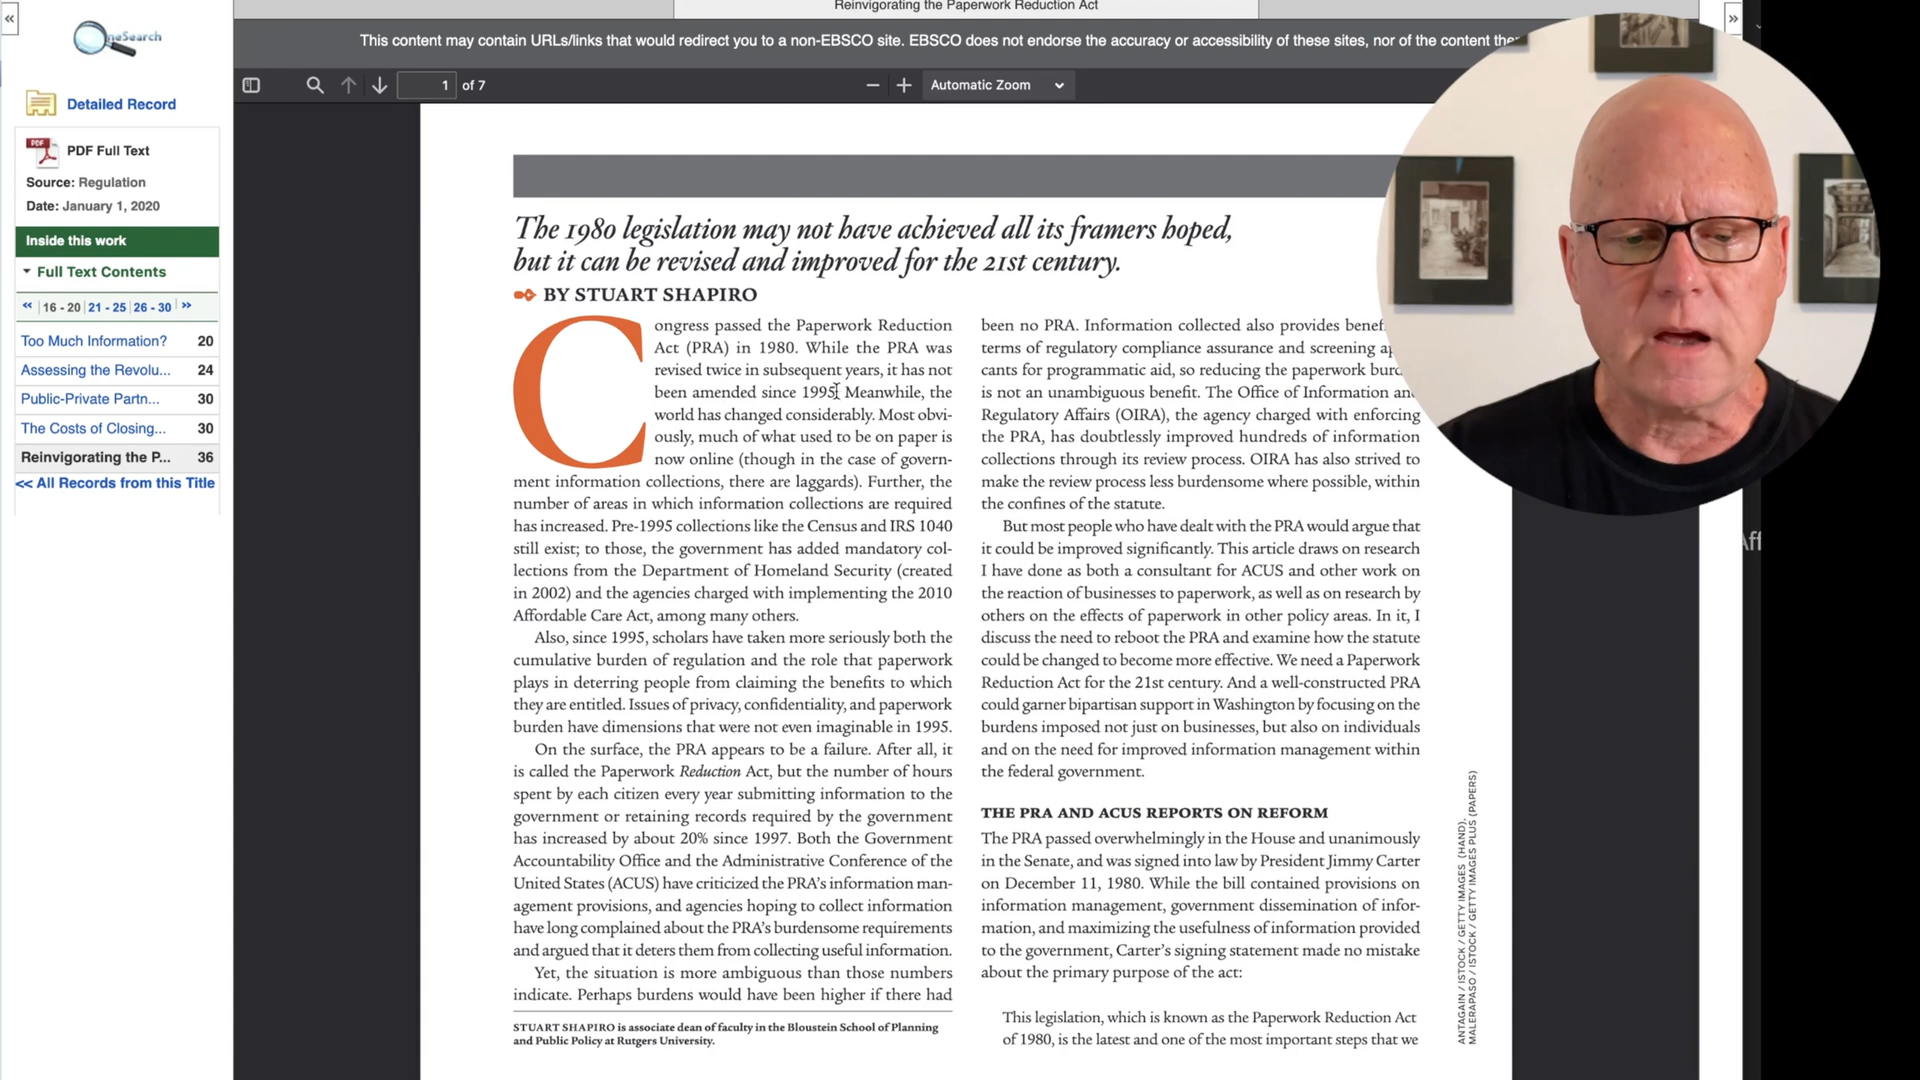 Reinvigorating the Paperwork Reduction Act
This content may contain URLs/links that would redirect you to a non-EBSCO site. EBSCO does not endorse the accuracy or accessibility of these sites, nor of the content
neSearch
Detailed Record
PDF Full Text
Source: Regulation
Date: January 1, 2020
Inside this work
Full Text Contents
« | 16 - 20 | 21 - 25 | 26 - 30 | »
Too Much Information? 20
Assessing the Revolu... 24
Public-Private Partn... 30
The Costs of Closing... 30
Reinvigorating the P... 36
<< All Records from this Title
1 of 7
Automatic Zoom
The 1980 legislation may not have achieved all its framers hoped,
but it can be revised and improved for the 21st century.
BY STUART SHAPIRO
Congress passed the Paperwork Reduction
Act (PRA) in 1980. While the PRA was
revised twice in subsequent years, it has not
been amended since 1995. Meanwhile, the
world has changed considerably. Most obvi-
ously, much of what used to be on paper is
now online (though in the case of govern-
ment information collections, there are laggards). Further, the
number of areas in which information collections are required
has increased. Pre-1995 collections like the Census and IRS 1040
still exist; to those, the government has added mandatory col-
lections from the Department of Homeland Security (created
in 2002) and the agencies charged with implementing the 2010
Affordable Care Act, among many others.
Also, since 1995, scholars have taken more seriously both the
cumulative burden of regulation and the role that paperwork
plays in deterring people from claiming the benefits to which
they are entitled. Issues of privacy, confidentiality, and paperwork
burden have dimensions that were not even imaginable in 1995.
On the surface, the PRA appears to be a failure. After all, it
is called the Paperwork Reduction Act, but the number of hours
spent by each citizen every year submitting information to the
government or retaining records required by the government
has increased by about 20% since 1997. Both the Government
Accountability Office and the Administrative Conference of the
United States (ACUS) have criticized the PRA's information man-
agement provisions, and agencies hoping to collect information
have long complained about the PRA's burdensome requirements
and argued that it deters them from collecting useful information.
Yet, the situation is more ambiguous than those numbers
indicate. Perhaps burdens would have been higher if there had
STUART SHAPIRO is associate dean of faculty in the Bloustein School of Planning
and Public Policy at Rutgers University.
been no PRA. Information collected also provides
terms of regulatory compliance assurance and screening
cants for programmatic aid, so reducing the paperwork
is not an unambiguous benefit. The Office of Information
Regulatory Affairs (OIRA), the agency charged with enforcing
the PRA, has doubtlessly improved hundreds of information
collections through its review process. OIRA has also strived to
make the review process less burdensome where possible, within
the confines of the statute.
But most people who have dealt with the PRA would argue that
it could be improved significantly. This article draws on research
I have done as both a consultant for ACUS and other work on
the reaction of businesses to paperwork, as well as on research by
others on the effects of paperwork in other policy areas. In it, I
discuss the need to reboot the PRA and examine how the statute
could be changed to become more effective. We need a Paperwork
Reduction Act for the 21st century. And a well-constructed PRA
could garner bipartisan support in Washington by focusing on the
burdens imposed not just on businesses, but also on individuals
and on the need for improved information management within
the federal government.
THE PRA AND ACUS REPORTS ON REFORM
The PRA passed overwhelmingly in the House and unanimously
in the Senate, and was signed into law by President Jimmy Carter
on December 11, 1980. While the bill contained provisions on
information management, government dissemination of infor-
mation, and maximizing the usefulness of information provided
to the government, Carter's signing statement made no mistake
about the primary purpose of the act:
This legislation, which is known as the Paperwork Reduction Act
of 1980, is the latest and one of the most important steps that we
ANTAGAIN / ISTOCK / GETTY IMAGES (HAND),
MALERAPASO / ISTOCK / GETTY IMAGES PLUS (PAPERS)